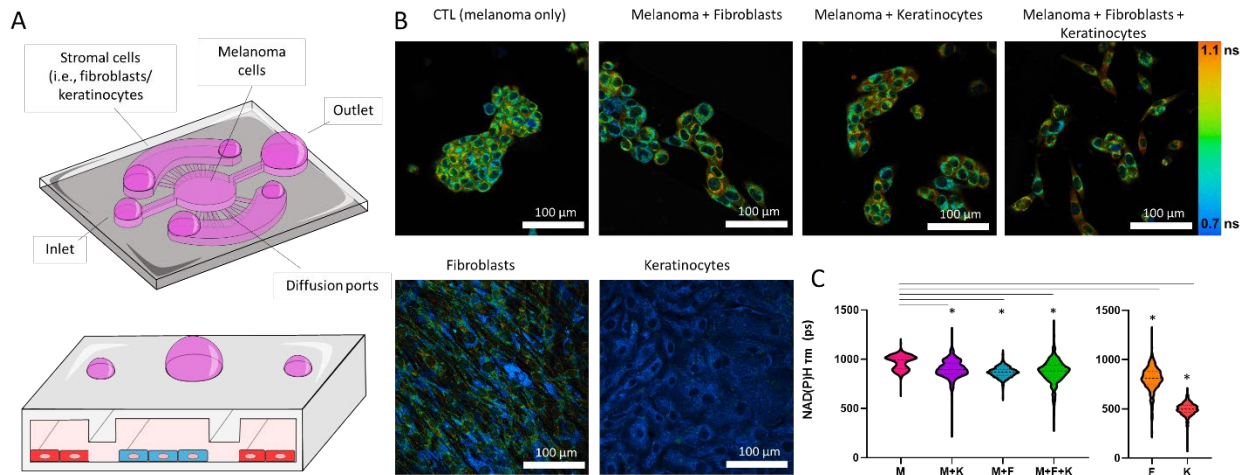 A
Stromal cells
(i.e., fibroblasts/
keratinocytes
Melanoma
cells
Outlet
Inlet
Diffusion ports
B
CTL (melanoma only)
Melanoma + Fibroblasts
Melanoma + Keratinocytes
Melanoma + Fibroblasts +
Keratinocytes
1.1 ns
0.7 ns
100 µm
100 µm
100 µm
100 µm
Fibroblasts
Keratinocytes
100 µm
100 µm
C
NAD(P)H τm (ps)
1500
1000
500
0
* * *
M M+K M+F M+F+K
1500
1000
500
0
* *
F K